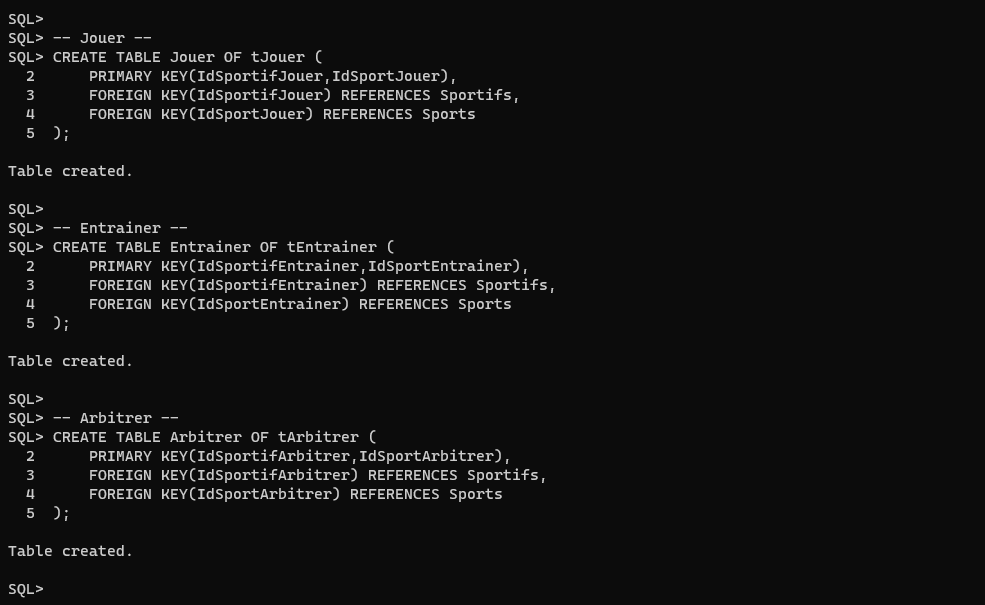 SQL>
SQL> -- Jouer --
SQL> CREATE TABLE Jouer OF tJouer (
  2      PRIMARY KEY(IdSportifJouer,IdSportJouer),
  3      FOREIGN KEY(IdSportifJouer) REFERENCES Sportifs,
  4      FOREIGN KEY(IdSportJouer) REFERENCES Sports
  5  );

Table created.

SQL>
SQL> -- Entrainer --
SQL> CREATE TABLE Entrainer OF tEntrainer (
  2      PRIMARY KEY(IdSportifEntrainer,IdSportEntrainer),
  3      FOREIGN KEY(IdSportifEntrainer) REFERENCES Sportifs,
  4      FOREIGN KEY(IdSportEntrainer) REFERENCES Sports
  5  );

Table created.

SQL>
SQL> -- Arbitrer --
SQL> CREATE TABLE Arbitrer OF tArbitrer (
  2      PRIMARY KEY(IdSportifArbitrer,IdSportArbitrer),
  3      FOREIGN KEY(IdSportifArbitrer) REFERENCES Sportifs,
  4      FOREIGN KEY(IdSportArbitrer) REFERENCES Sports
  5  );

Table created.

SQL>